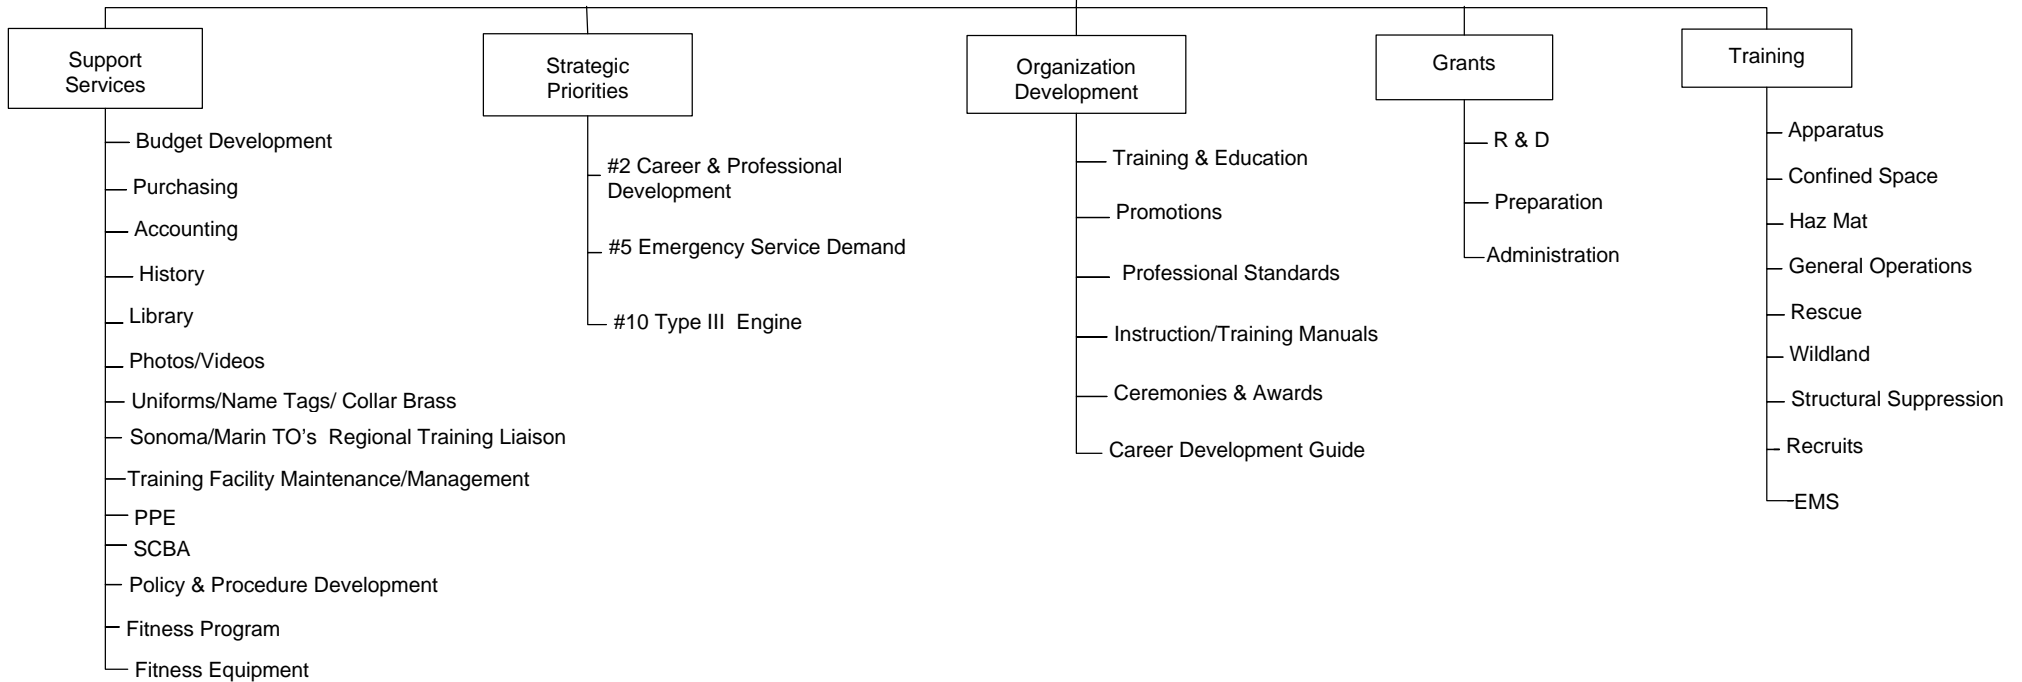 Support
Services
Budget Development
Purchasing
Accounting
History
Library
Photos/Videos
Uniforms/Name Tags/ Collar Brass
Sonoma/Marin TO’s  Regional Training Liaison
Training Facility Maintenance/Management
PPE
SCBA
Policy & Procedure Development
Fitness Program
Fitness Equipment
Strategic
Priorities
#2 Career & Professional
Development
#5 Emergency Service Demand
#10 Type III  Engine
Organization
Development
Training & Education
Promotions
Professional Standards
Instruction/Training Manuals
Ceremonies & Awards
Career Development Guide
Grants
R & D
Preparation
Administration
Training
Apparatus
Confined Space
Haz Mat
General Operations
Rescue
Wildland
Structural Suppression
Recruits
EMS